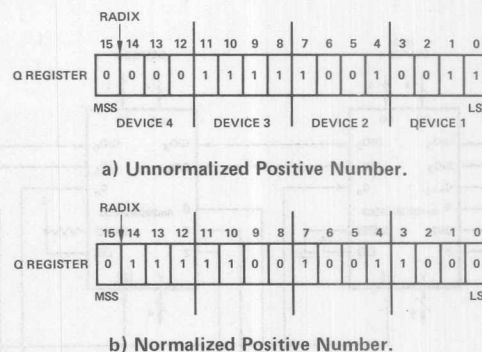 RADIX
15 14 13 12 11 10 9 8 7 6 5 4 3 2 1 0
Q REGISTER 0 0 0 0 1 1 1 1 1 0 0 1 0 0 1 1
MSS LS
DEVICE 4 DEVICE 3 DEVICE 2 DEVICE 1
a) Unnormalized Positive Number.
RADIX
15 14 13 12 11 10 9 8 7 6 5 4 3 2 1 0
Q REGISTER 0 1 1 1 1 1 0 0 1 0 0 1 1 0 0 0
MSS LS
b) Normalized Positive Number.